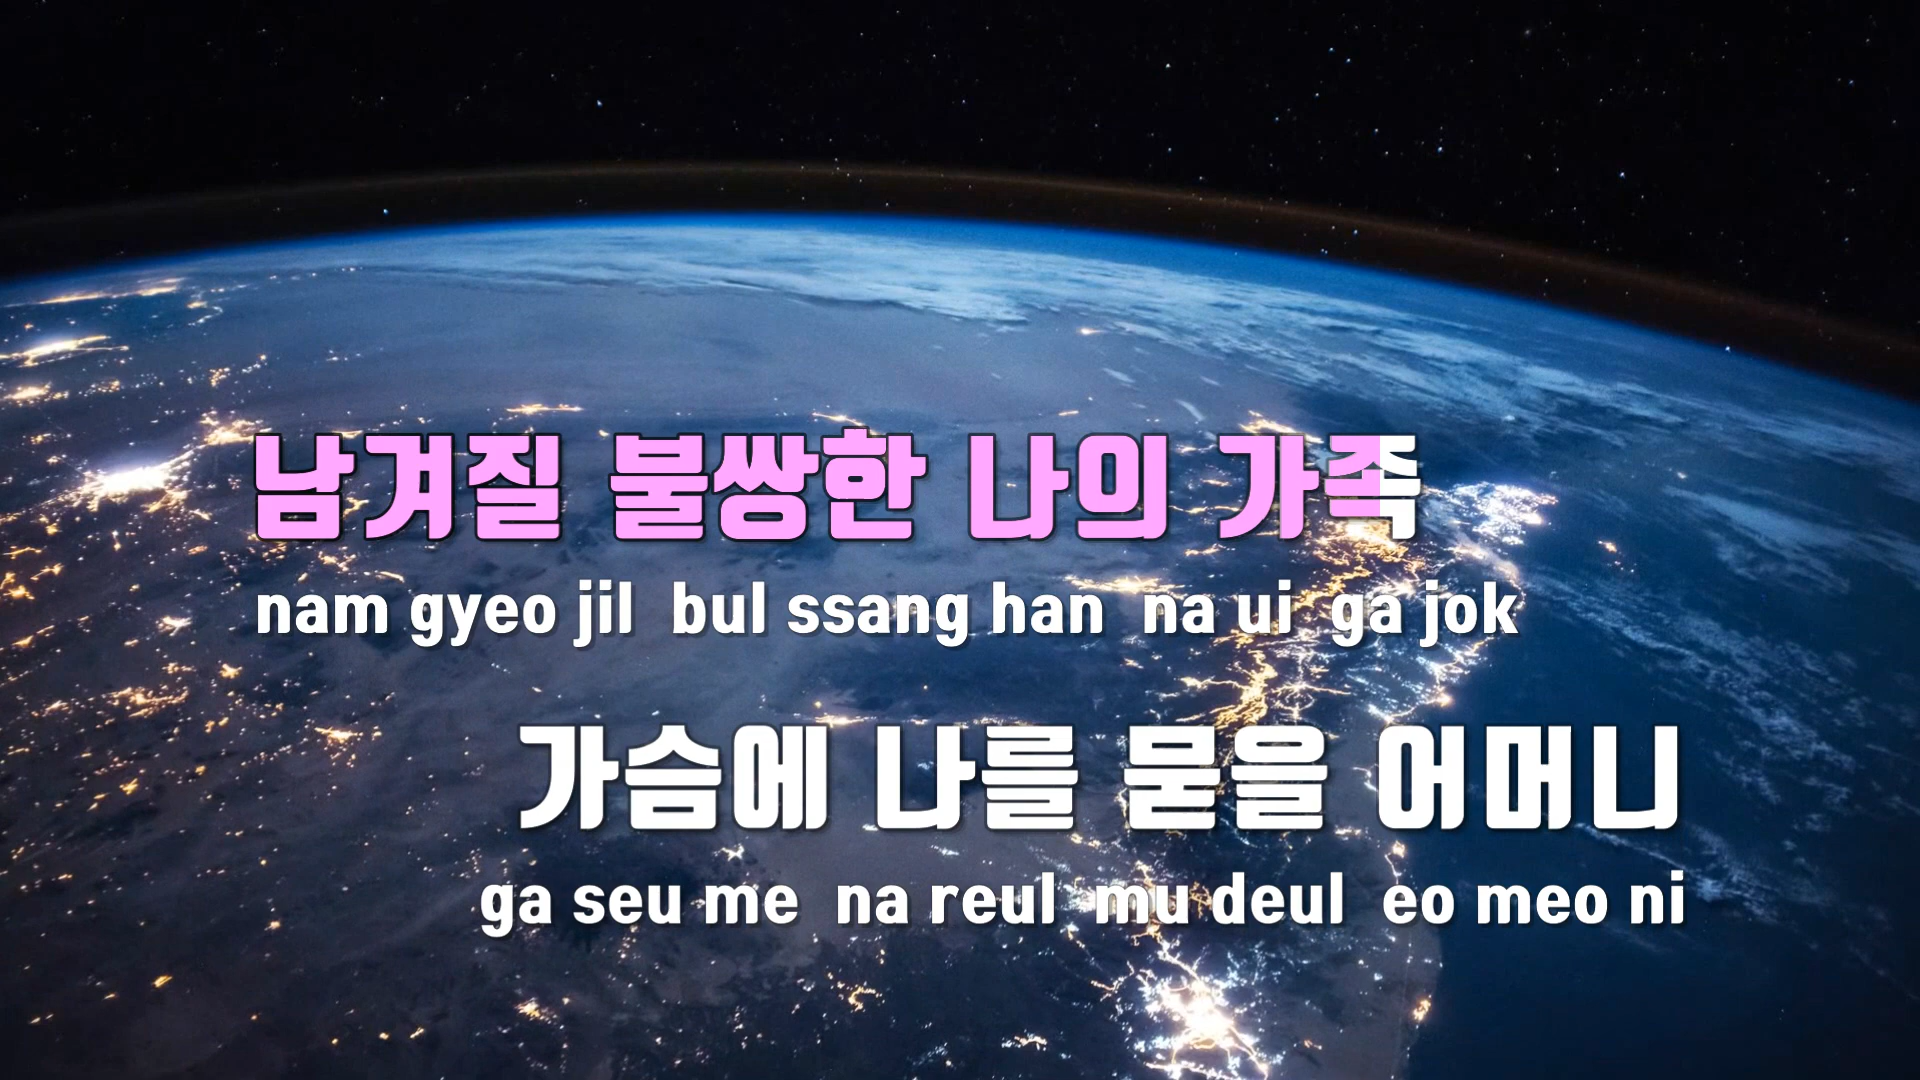 남겨질 불쌍한 나의 가족
nam gyeo jil bul ssang han na ui ga jok
가슴에 나를 묻을 어머니
ga seu me na reul mu deul eo meo ni